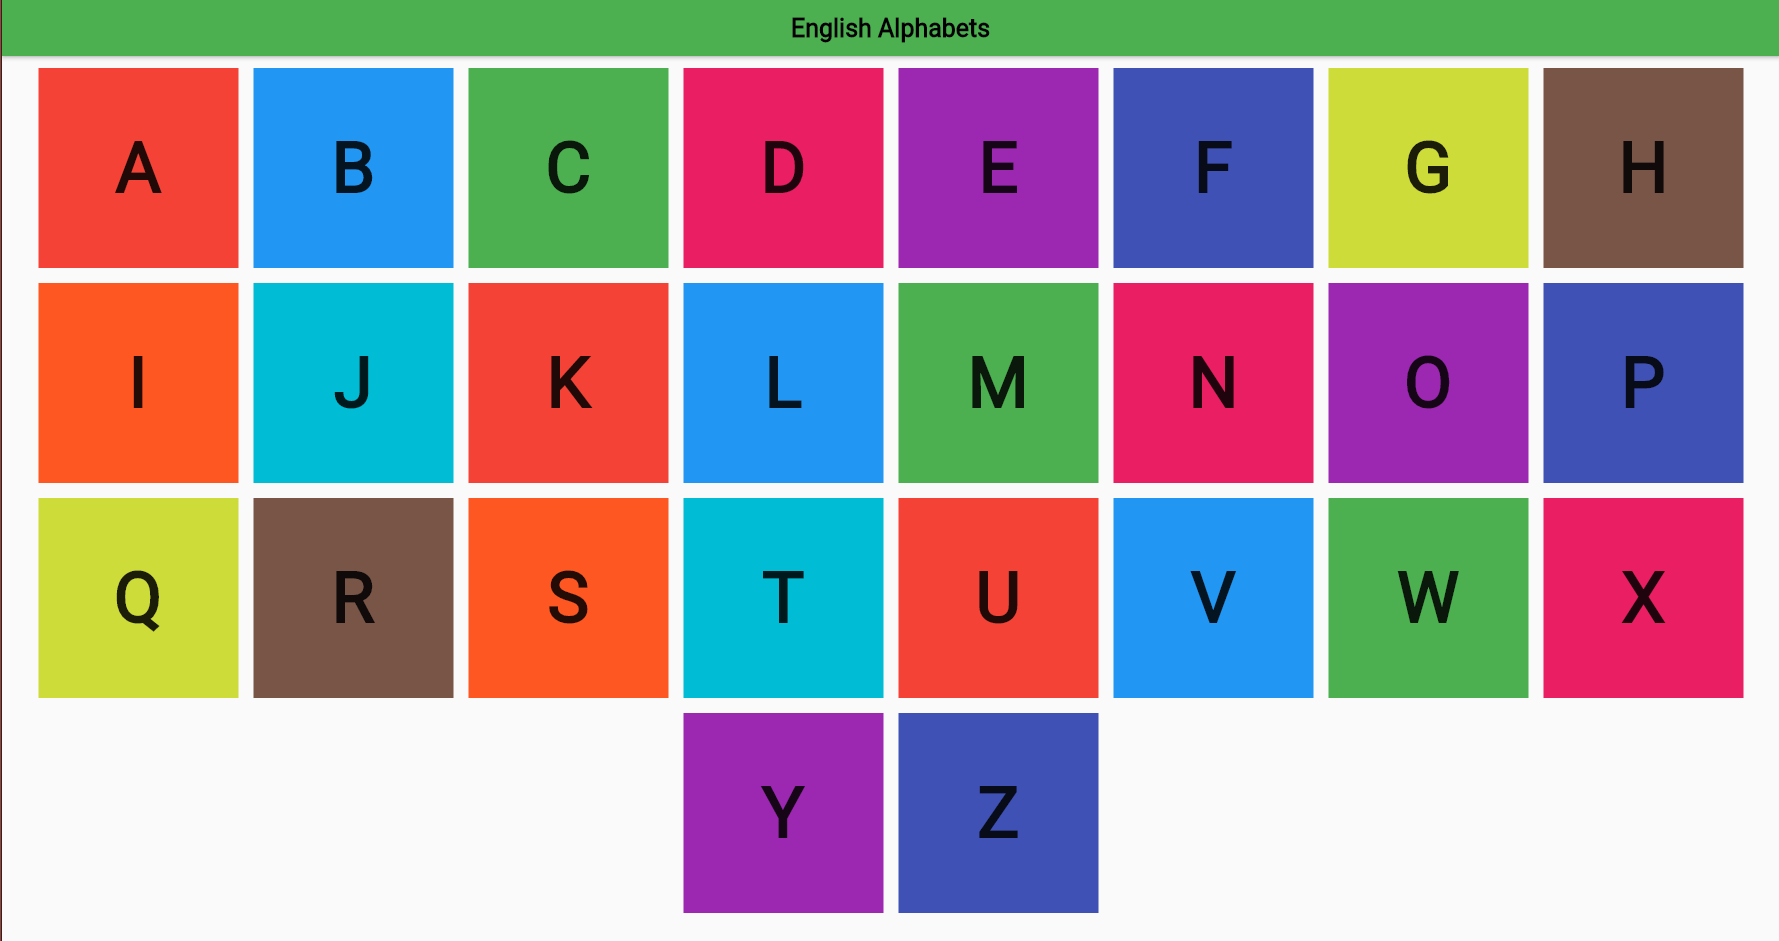 English Alphabets
A B C D E F G H
I J K L M N O P
Q R S T U V W X
Y Z